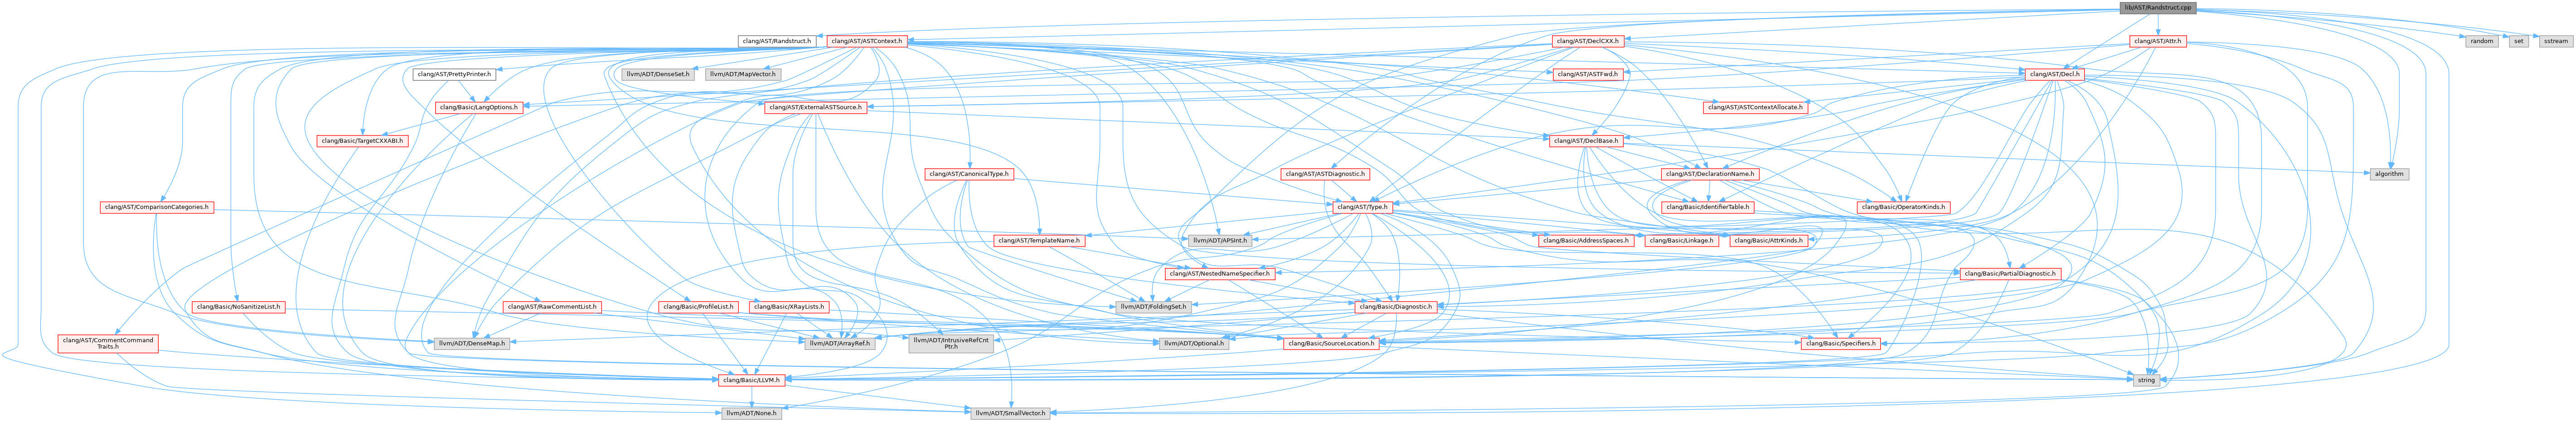 lib/AST/Randstruct.cpp
clang/AST/Randstruct.h
clang/AST/ASTContext.h
clang/AST/DeclCXX.h
clang/AST/Attr.h
random
set
sstream
clang/AST/PrettyPrinter.h
llvm/ADT/DenseSet.h
llvm/ADT/MapVector.h
clang/AST/ASTFwd.h
clang/AST/Decl.h
clang/Basic/LangOptions.h
clang/AST/ExternalASTSource.h
clang/AST/ASTContextAllocate.h
clang/Basic/TargetCXXABI.h
clang/AST/DeclBase.h
clang/AST/CanonicalType.h
clang/AST/ASTDiagnostic.h
clang/AST/DeclarationName.h
algorithm
clang/AST/ComparisonCategories.h
clang/AST/Type.h
clang/Basic/IdentifierTable.h
clang/Basic/OperatorKinds.h
clang/AST/TemplateName.h
llvm/ADT/APSInt.h
clang/Basic/AddressSpaces.h
clang/Basic/Linkage.h
clang/Basic/AttrKinds.h
clang/AST/NestedNameSpecifier.h
clang/Basic/PartialDiagnostic.h
clang/Basic/NoSanitizeList.h
clang/AST/RawCommentList.h
clang/Basic/ProfileList.h
clang/Basic/XRayLists.h
llvm/ADT/FoldingSet.h
clang/Basic/Diagnostic.h
clang/AST/CommentCommand
Traits.h
llvm/ADT/DenseMap.h
llvm/ADT/ArrayRef.h
llvm/ADT/IntrusiveRefCnt
Ptr.h
llvm/ADT/Optional.h
clang/Basic/SourceLocation.h
clang/Basic/Specifiers.h
clang/Basic/LLVM.h
string
llvm/ADT/None.h
llvm/ADT/SmallVector.h